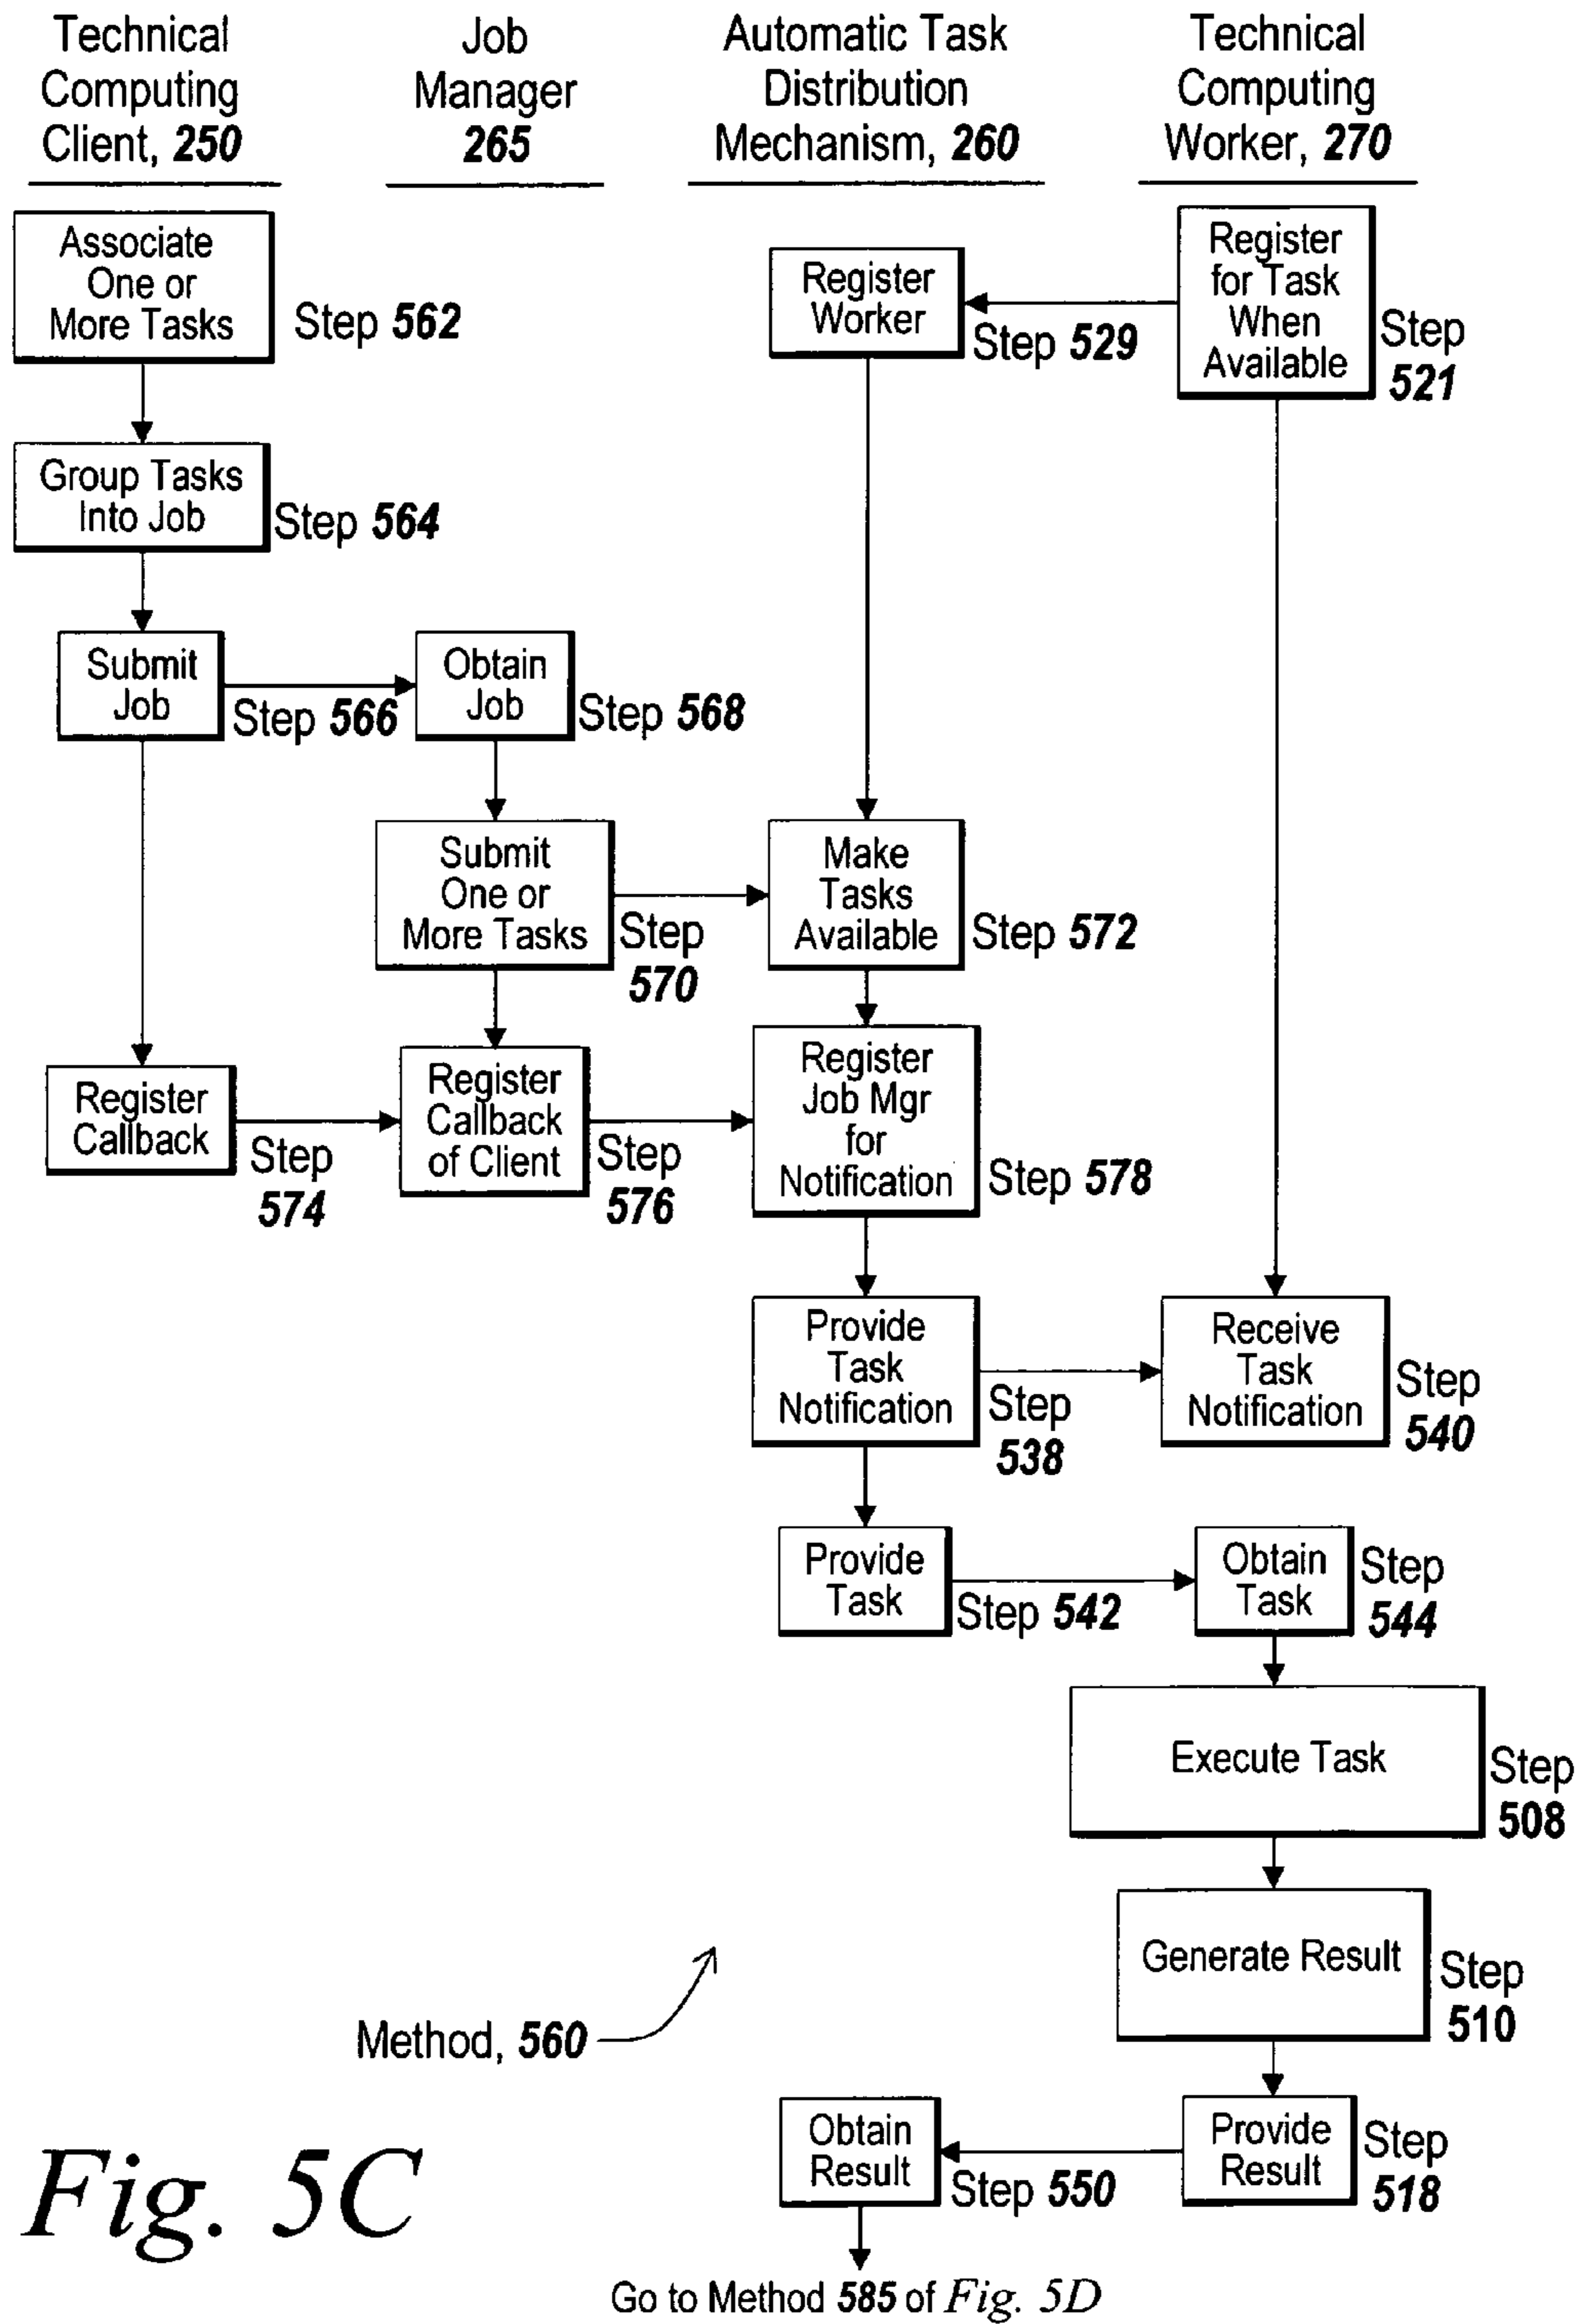 Technical
Computing
Client, 250
Job
Manager
265
Automatic Task
Distribution
Mechanism, 260
Technical
Computing
Worker, 270
Associate
One or
More Tasks
Step 562
Register
Worker
Step 529
Register
for Task
When
Available
Step
521
Group Tasks
Into Job
Step 564
Submit
Job
Step 566
Obtain
Job
Step 568
Submit
One or
More Tasks
Step
570
Make
Tasks
Available
Step 572
Register
Callback
Step
574
Register
Callback
of Client
Step
576
Register
Job Mgr
for
Notification
Step 578
Provide
Task
Notification
Step
538
Receive
Task
Notification
Step
540
Provide
Task
Step 542
Obtain
Task
Step
544
Execute Task
Step
508
Generate Result
Step
510
Method, 560
Obtain
Result
Step 550
Provide
Result
Step
518
Fig. 5C
Go to Method 585 of Fig. 5D